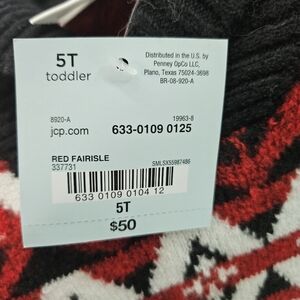 5T
toddler
Distributed in the U.S. by
Penney OpCo LLC,
Plano, Texas 75024-3698
BR-08-920-A
8920-A
19963-8
jcp.com
633-0109 0125
RED FAIRISLE
337731
SMLSX55987486
633 0109 0104 12
5T
$50